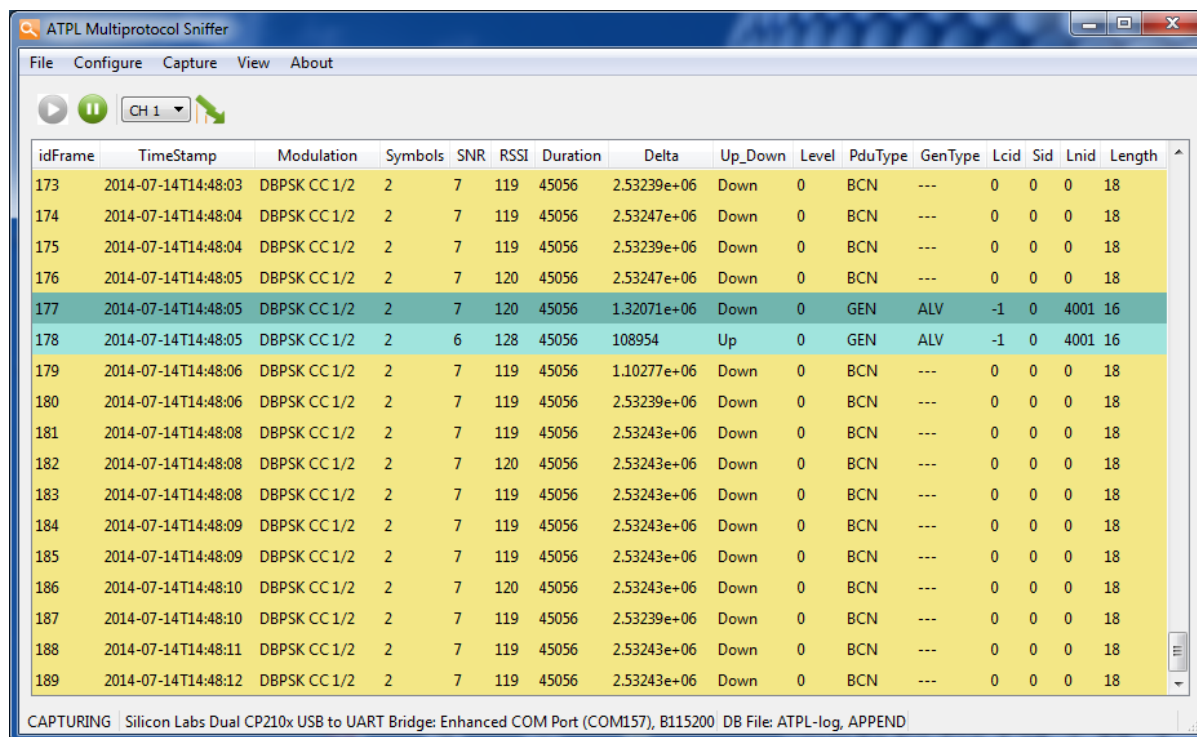 ATPL Multiprotocol Sniffer
File Configure Capture View About
CH 1
idFrame TimeStamp Modulation Symbols SNR RSSI Duration Delta Up_Down Level PduType GenType Lcid Sid Lnid Length
173 2014-07-14T14:48:03 DBPSK CC 1/2 2 7 119 45056 2.53239e+06 Down 0 BCN --- 0 0 0 18
174 2014-07-14T14:48:04 DBPSK CC 1/2 2 7 119 45056 2.53247e+06 Down 0 BCN --- 0 0 0 18
175 2014-07-14T14:48:04 DBPSK CC 1/2 2 7 119 45056 2.53239e+06 Down 0 BCN --- 0 0 0 18
176 2014-07-14T14:48:05 DBPSK CC 1/2 2 7 120 45056 2.53247e+06 Down 0 BCN --- 0 0 0 18
177 2014-07-14T14:48:05 DBPSK CC 1/2 2 7 120 45056 1.32071e+06 Down 0 GEN ALV -1 0 4001 16
178 2014-07-14T14:48:05 DBPSK CC 1/2 2 6 128 45056 108954 Up 0 GEN ALV -1 0 4001 16
179 2014-07-14T14:48:06 DBPSK CC 1/2 2 7 119 45056 1.10277e+06 Down 0 BCN --- 0 0 0 18
180 2014-07-14T14:48:06 DBPSK CC 1/2 2 7 119 45056 2.53239e+06 Down 0 BCN --- 0 0 0 18
181 2014-07-14T14:48:08 DBPSK CC 1/2 2 7 119 45056 2.53243e+06 Down 0 BCN --- 0 0 0 18
182 2014-07-14T14:48:08 DBPSK CC 1/2 2 7 120 45056 2.53243e+06 Down 0 BCN --- 0 0 0 18
183 2014-07-14T14:48:08 DBPSK CC 1/2 2 7 119 45056 2.53243e+06 Down 0 BCN --- 0 0 0 18
184 2014-07-14T14:48:09 DBPSK CC 1/2 2 7 119 45056 2.53243e+06 Down 0 BCN --- 0 0 0 18
185 2014-07-14T14:48:09 DBPSK CC 1/2 2 7 119 45056 2.53243e+06 Down 0 BCN --- 0 0 0 18
186 2014-07-14T14:48:10 DBPSK CC 1/2 2 7 120 45056 2.53243e+06 Down 0 BCN --- 0 0 0 18
187 2014-07-14T14:48:10 DBPSK CC 1/2 2 7 119 45056 2.53239e+06 Down 0 BCN --- 0 0 0 18
188 2014-07-14T14:48:11 DBPSK CC 1/2 2 7 119 45056 2.53243e+06 Down 0 BCN --- 0 0 0 18
189 2014-07-14T14:48:12 DBPSK CC 1/2 2 7 119 45056 2.53243e+06 Down 0 BCN --- 0 0 0 18
CAPTURING Silicon Labs Dual CP210x USB to UART Bridge: Enhanced COM Port (COM157), B115200 DB File: ATPL-log, APPEND